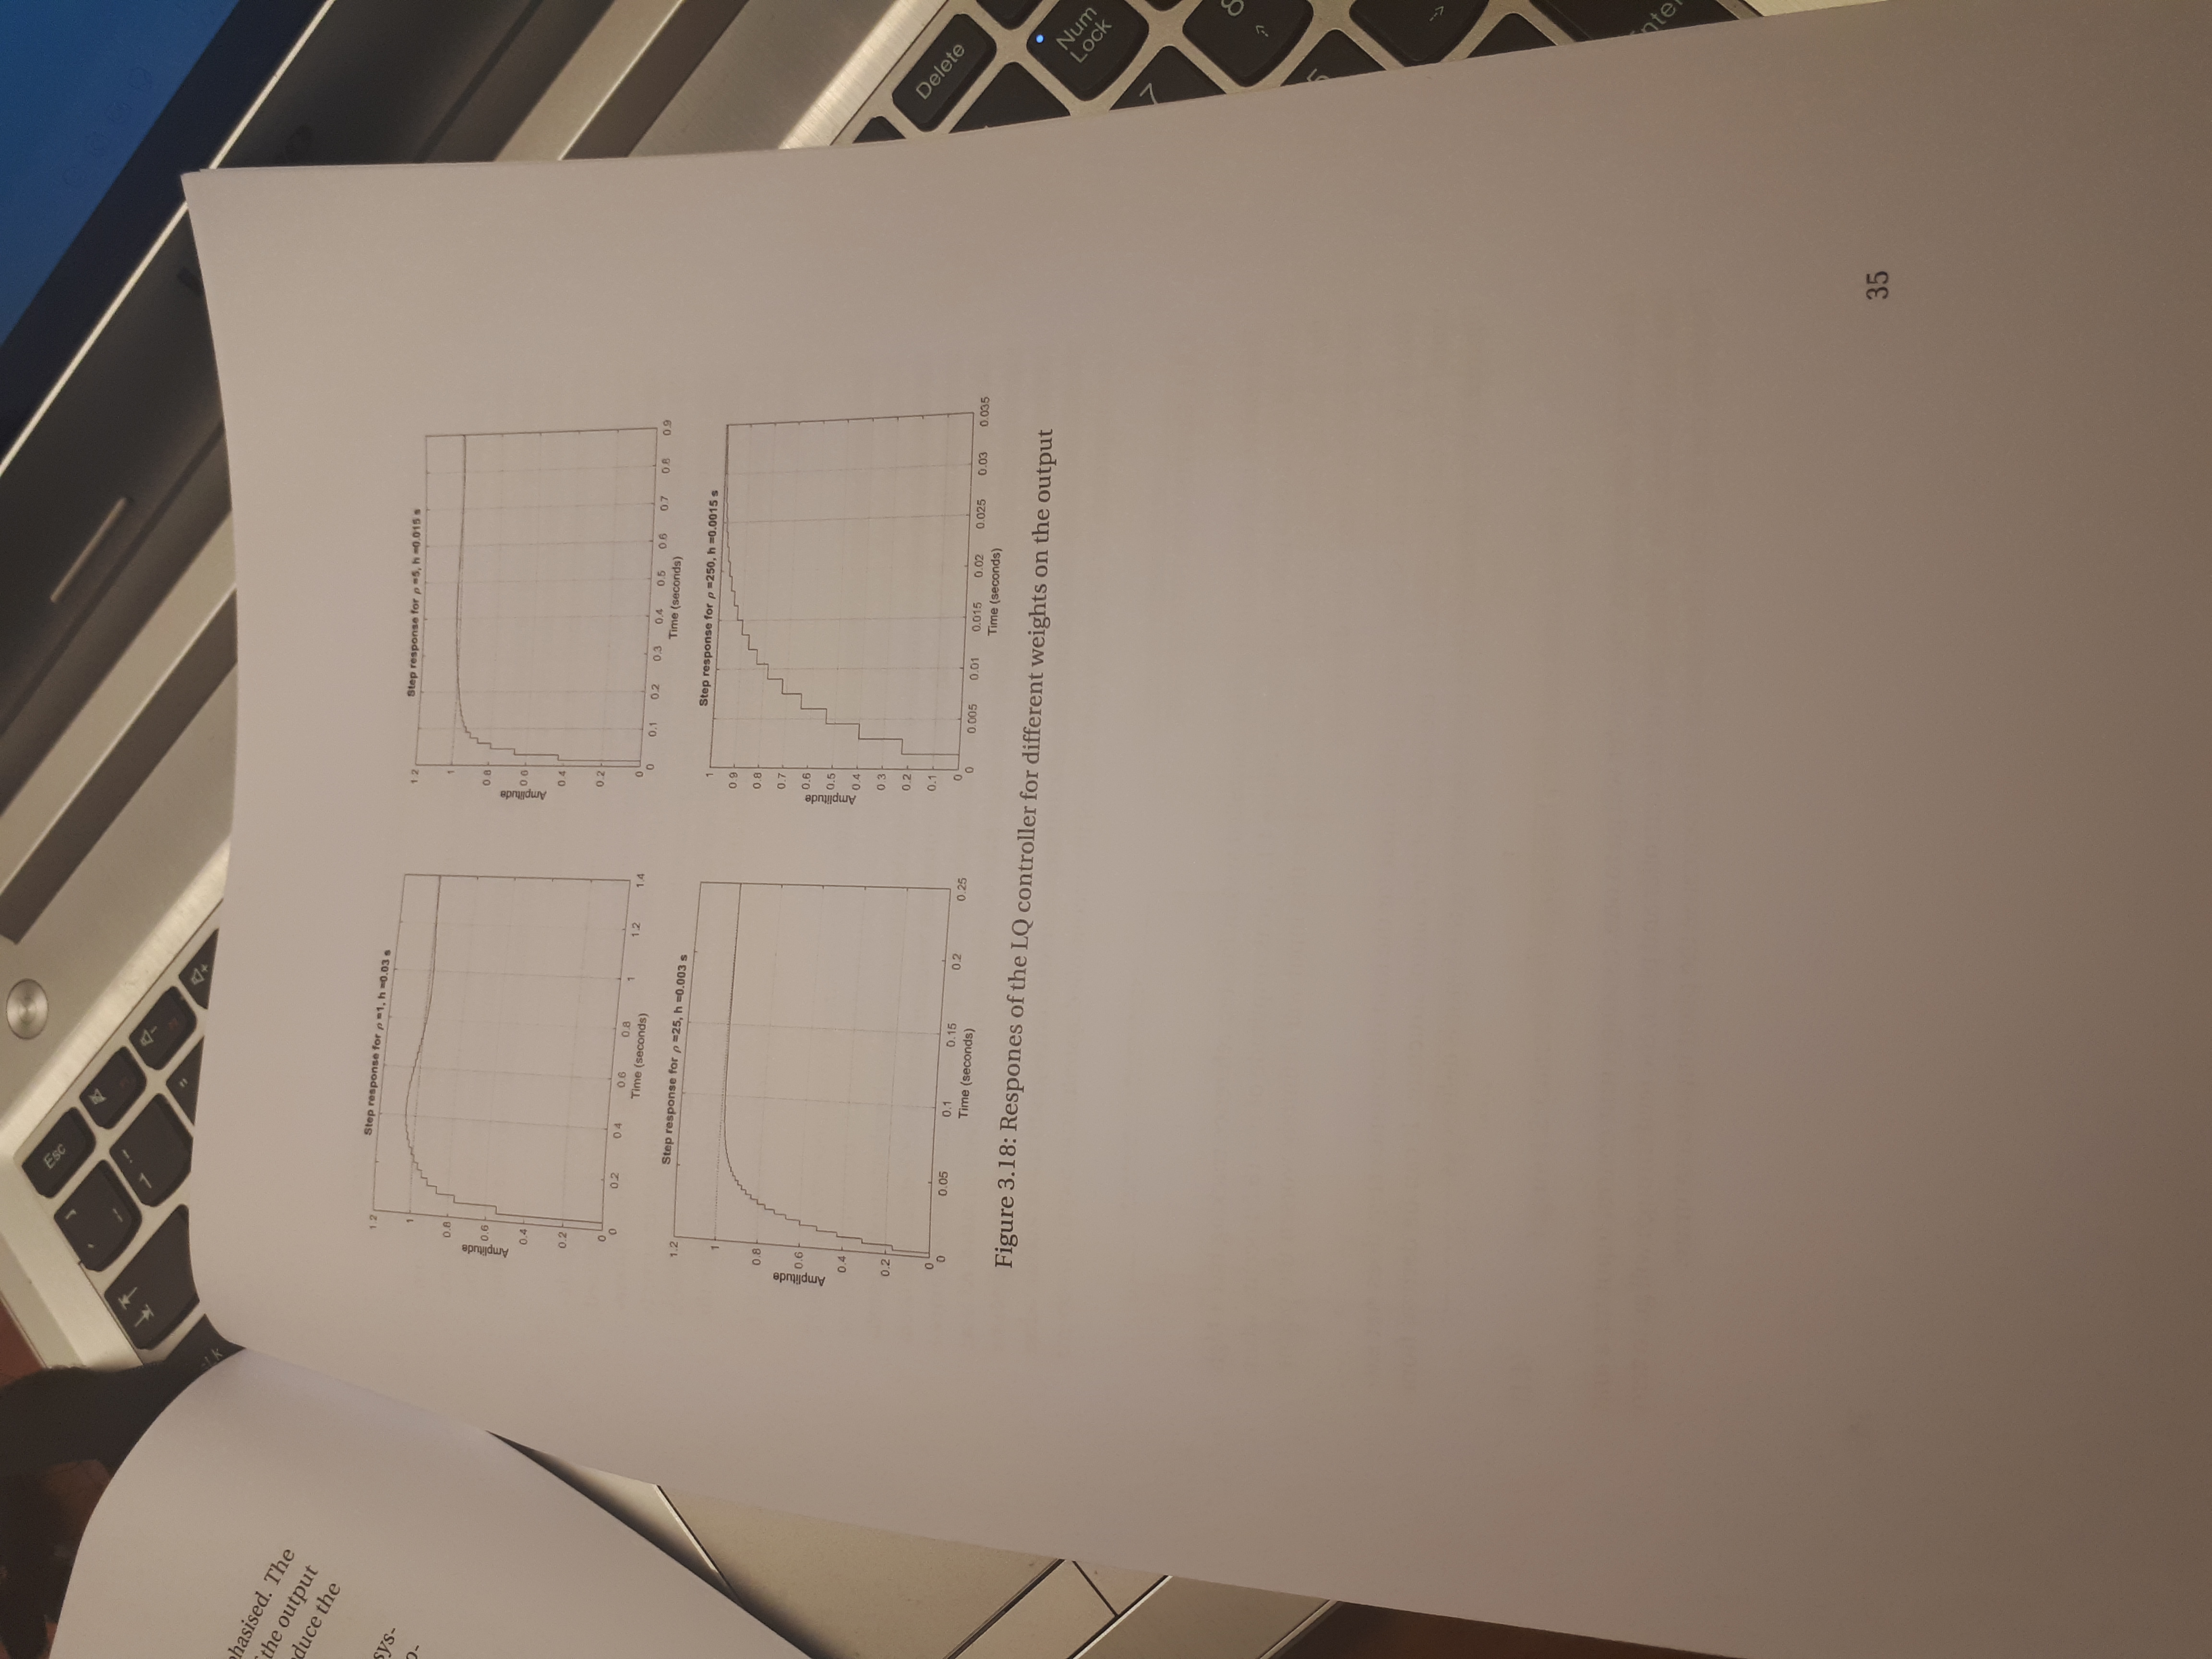 phasised. The
the output
duce the
sys-
o-
Esc
Step response for ρ =1, h =0.03 s
1.2
1
0.8
0.6
0.4
0.2
0
Amplitude
0 0.2 0.4 0.6 0.8 1 1.2 1.4
Time (seconds)
Step response for ρ =5, h =0.015 s
1.2
1
0.8
0.6
0.4
0.2
0
Amplitude
0 0.1 0.2 0.3 0.4 0.5 0.6 0.7 0.8 0.9
Time (seconds)
Step response for ρ =25, h =0.003 s
1.2
1
0.8
0.6
0.4
0.2
0
Amplitude
0 0.05 0.1 0.15 0.2 0.25
Time (seconds)
Step response for ρ =250, h =0.0015 s
1
0.9
0.8
0.7
0.6
0.5
0.4
0.3
0.2
0.1
0
Amplitude
0 0.005 0.01 0.015 0.02 0.025 0.03 0.035
Time (seconds)
Figure 3.18: Respones of the LQ controller for different weights on the output
35
Delete
Num
Lock
7
8
5